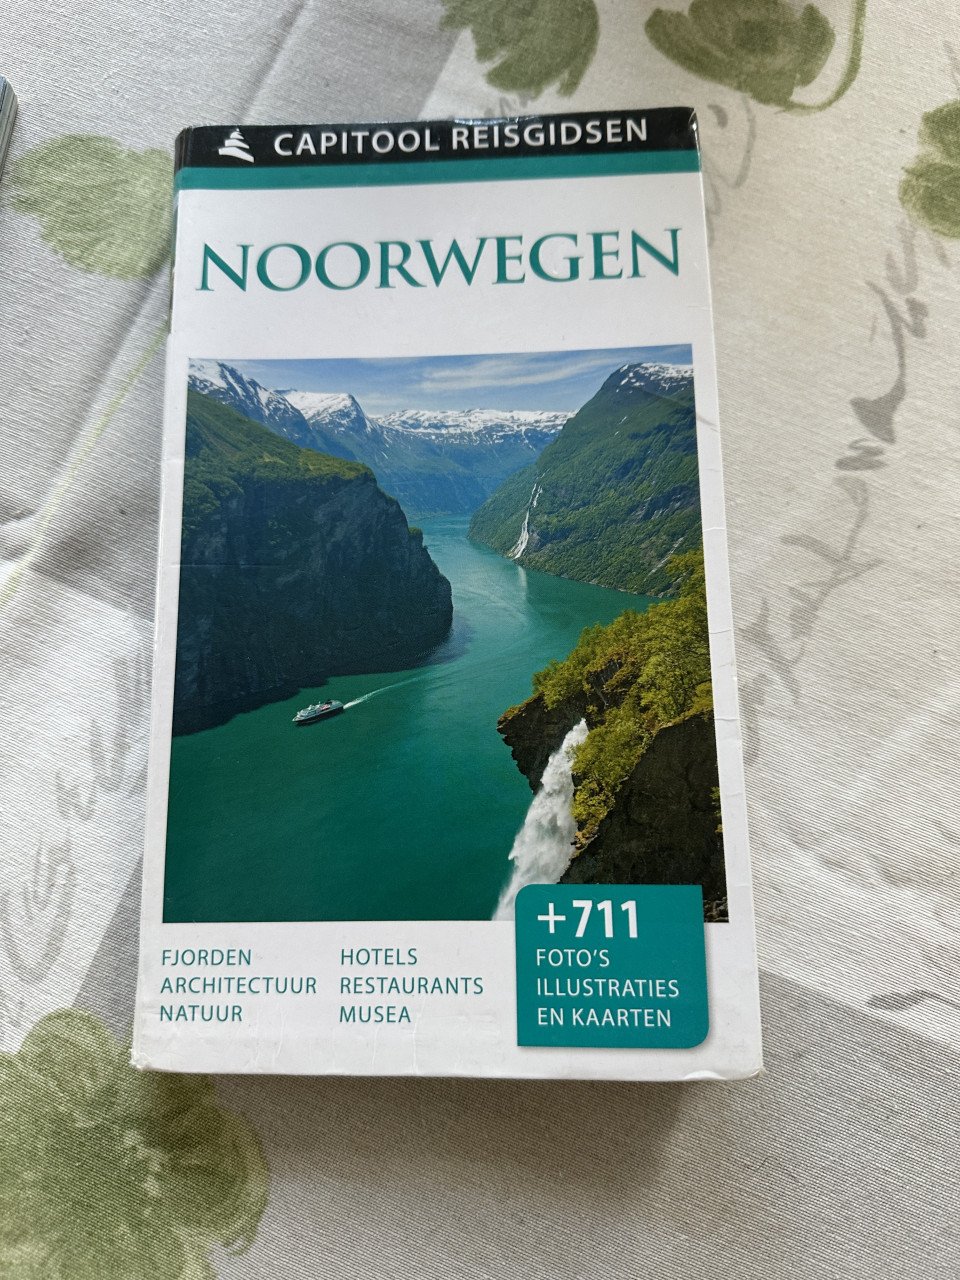 CAPITOOL REISGIDSEN
NOORWEGEN
FJORDEN
ARCHITECTUUR
NATUUR
HOTELS
RESTAURANTS
MUSEA
+711
FOTO'S
ILLUSTRATIES
EN KAARTEN